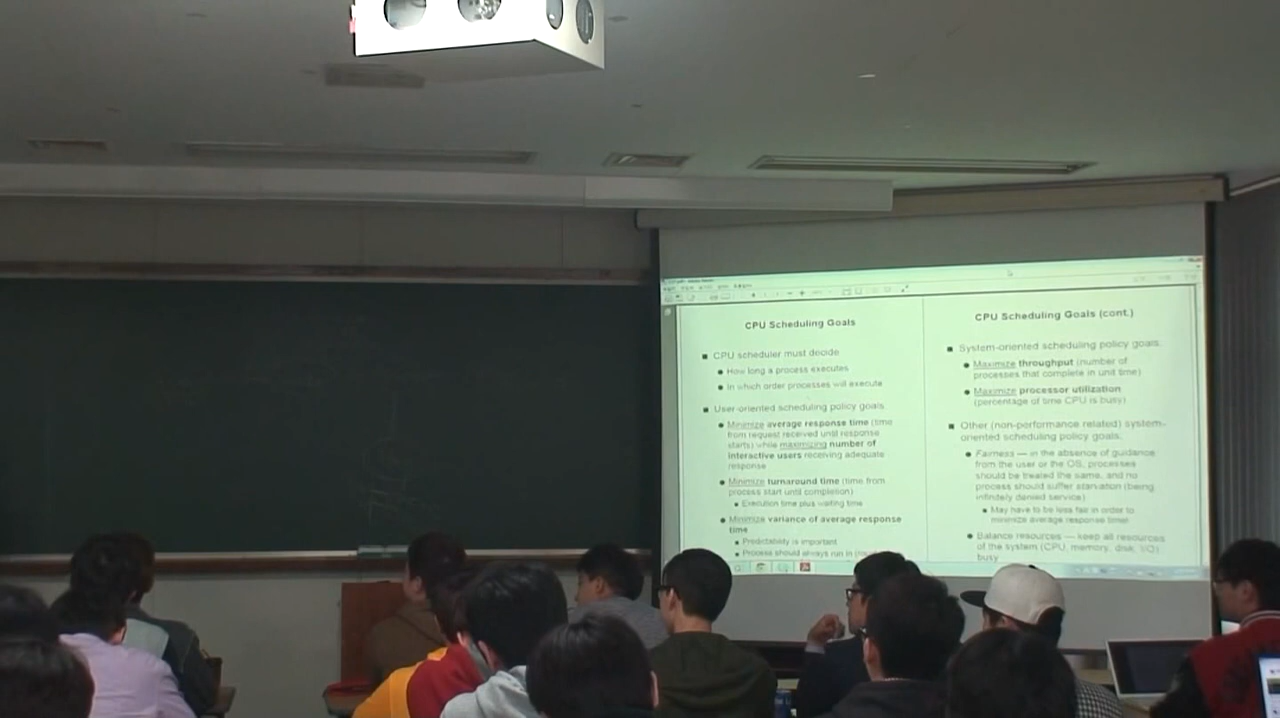 CPU Scheduling Goals
CPU scheduler must decide
How long a process executes
In which order processes will execute
User-oriented scheduling policy goals
Minimize average response time (time
from request received until response
starts) while maximizing number of
interactive users receiving adequate
response
Minimize turnaround time (time from
process start until completion)
Execution time plus waiting time
Minimize variance of average response
time
Predictability is important
Process should always run in
CPU Scheduling Goals (cont.)
System-oriented scheduling policy goals:
Maximize throughput (number of
processes that complete in unit time)
Maximize processor utilization
(percentage of time CPU is busy)
Other (non-performance related) system-
oriented scheduling policy goals:
Fairness — in the absence of guidance
from the user or the OS, processes
should be treated the same, and no
process should suffer starvation (being
infinitely denied service)
May have to be less fair in order to
minimize average response time!
Balance resources — keep all resources
of the system (CPU, memory, disk, I/O)
busy